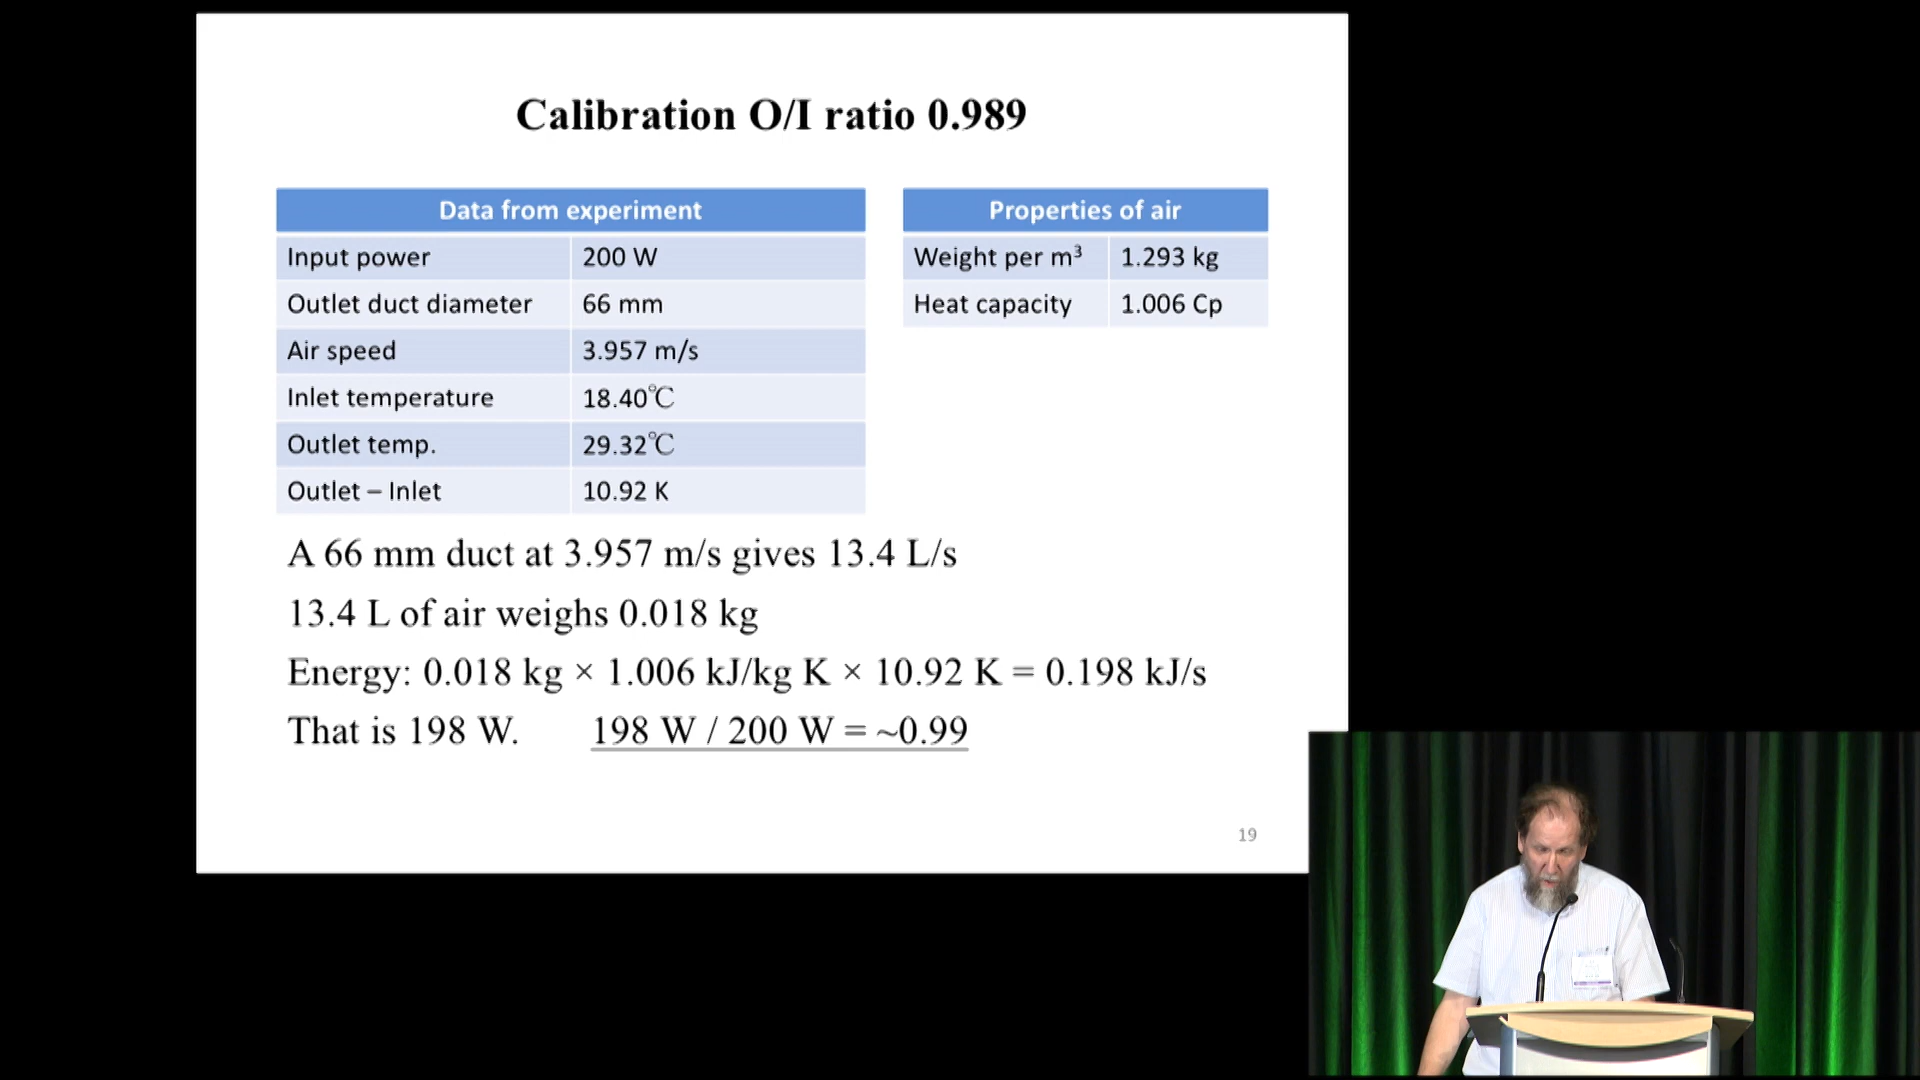 Calibration O/I ratio 0.989
Data from experiment
Input power 200 W
Outlet duct diameter 66 mm
Air speed 3.957 m/s
Inlet temperature 18.40℃
Outlet temp. 29.32℃
Outlet – Inlet 10.92 K
Properties of air
Weight per m³ 1.293 kg
Heat capacity 1.006 Cp
A 66 mm duct at 3.957 m/s gives 13.4 L/s
13.4 L of air weighs 0.018 kg
Energy: 0.018 kg × 1.006 kJ/kg K × 10.92 K = 0.198 kJ/s
That is 198 W. 198 W / 200 W = ~0.99
19